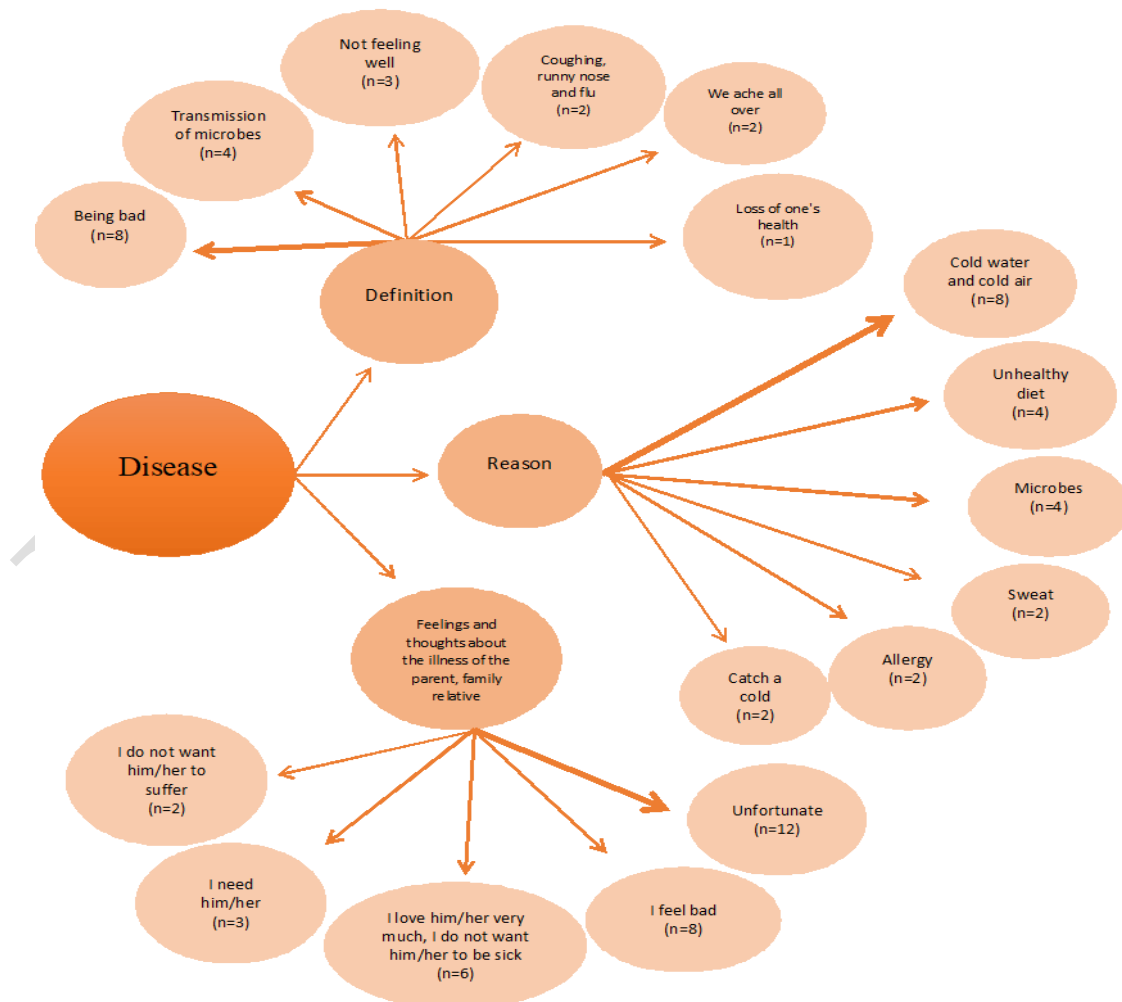 Not feeling
well
(n=3)
Coughing,
runny nose
and flu
(n=2)
We ache all
over
(n=2)
Transmission
of microbes
(n=4)
Being bad
(n=8)
Loss of one's
health
(n=1)
Definition
Cold water
and cold air
(n=8)
Unhealthy
diet
(n=4)
Disease
Reason
Microbes
(n=4)
Sweat
(n=2)
Allergy
(n=2)
Catch a
cold
(n=2)
Feelings and
thoughts about
the illness of the
parent, family
relative
I do not want
him/her to
suffer
(n=2)
I need
him/her
(n=3)
I love him/her very
much, I do not want
him/her to be sick
(n=6)
I feel bad
(n=8)
Unfortunate
(n=12)